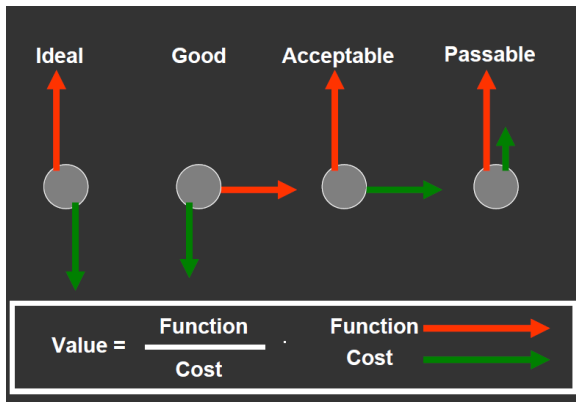 Ideal Good Acceptable Passable
Function Function
Value =
Cost Cost